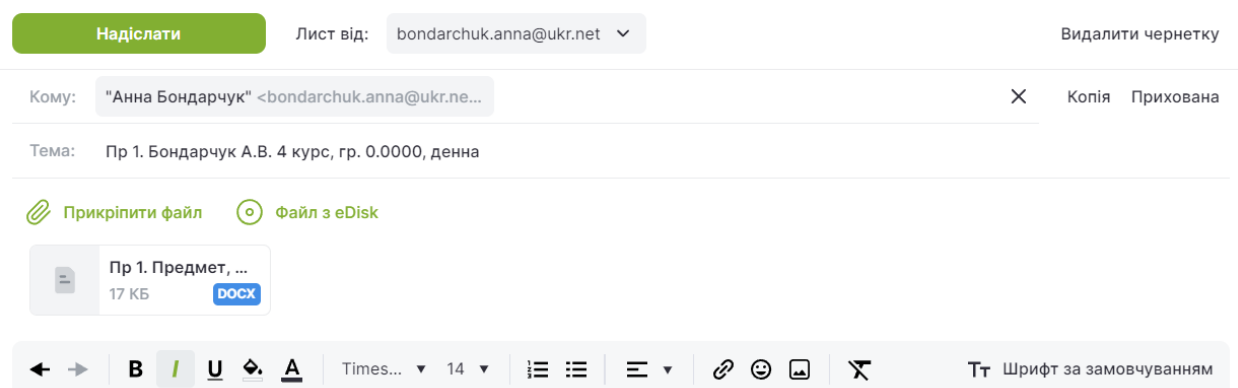 Надіслати Лист від: bondarchuk.anna@ukr.net Видалити чернетку
Кому: "Анна Бондарчук" <bondarchuk.anna@ukr.ne... Копія Прихована
Тема: Пр 1. Бондарчук А.В. 4 курс, гр. 0.0000, денна
Прикріпити файл Файл з eDisk
Пр 1. Предмет, ...
17 КБ DOCX
B I U A Times... 14 Тт Шрифт за замовчуванням